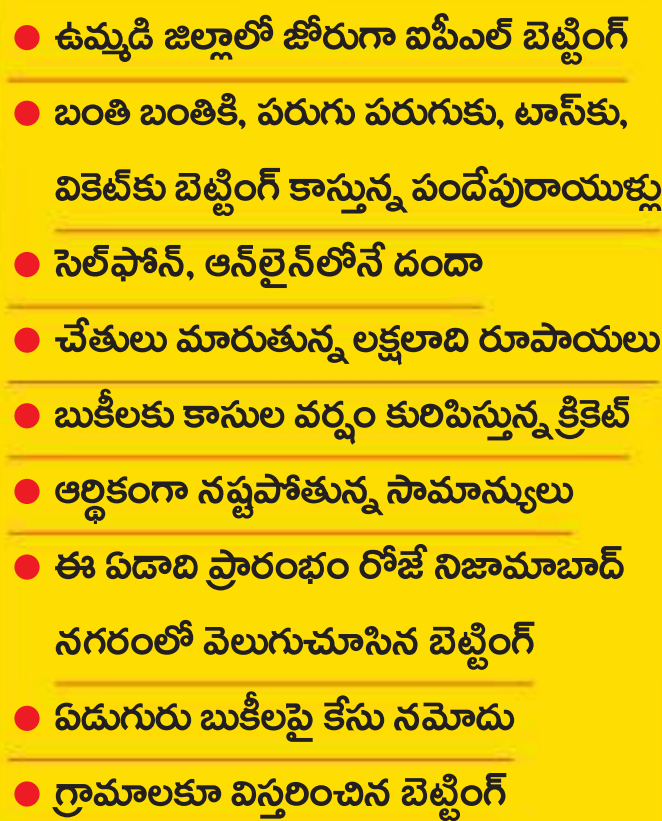 ● ఉమ్మడి జిల్లాలో జోరుగా ఐపీఎల్ బెట్టింగ్
● బంతి బంతికి, పరుగు పరుగుకు, టాస్‌కు,
వికెట్‌కు బెట్టింగ్ కాస్తున్న పందేపురాయుళ్లు
● సెల్‌ఫోన్, ఆన్‌లైన్‌లోనే దందా
● చేతులు మారుతున్న లక్షలాది రూపాయలు
● బుకీలకు కాసుల వర్షం కురిపిస్తున్న క్రికెట్
● ఆర్థికంగా నష్టపోతున్న సామాన్యులు
● ఈ ఏడాది ప్రారంభం రోజే నిజామాబాద్
నగరంలో వెలుగుచూసిన బెట్టింగ్
● ఏడుగురు బుకీలపై కేసు నమోదు
● గ్రామాలకూ విస్తరించిన బెట్టింగ్